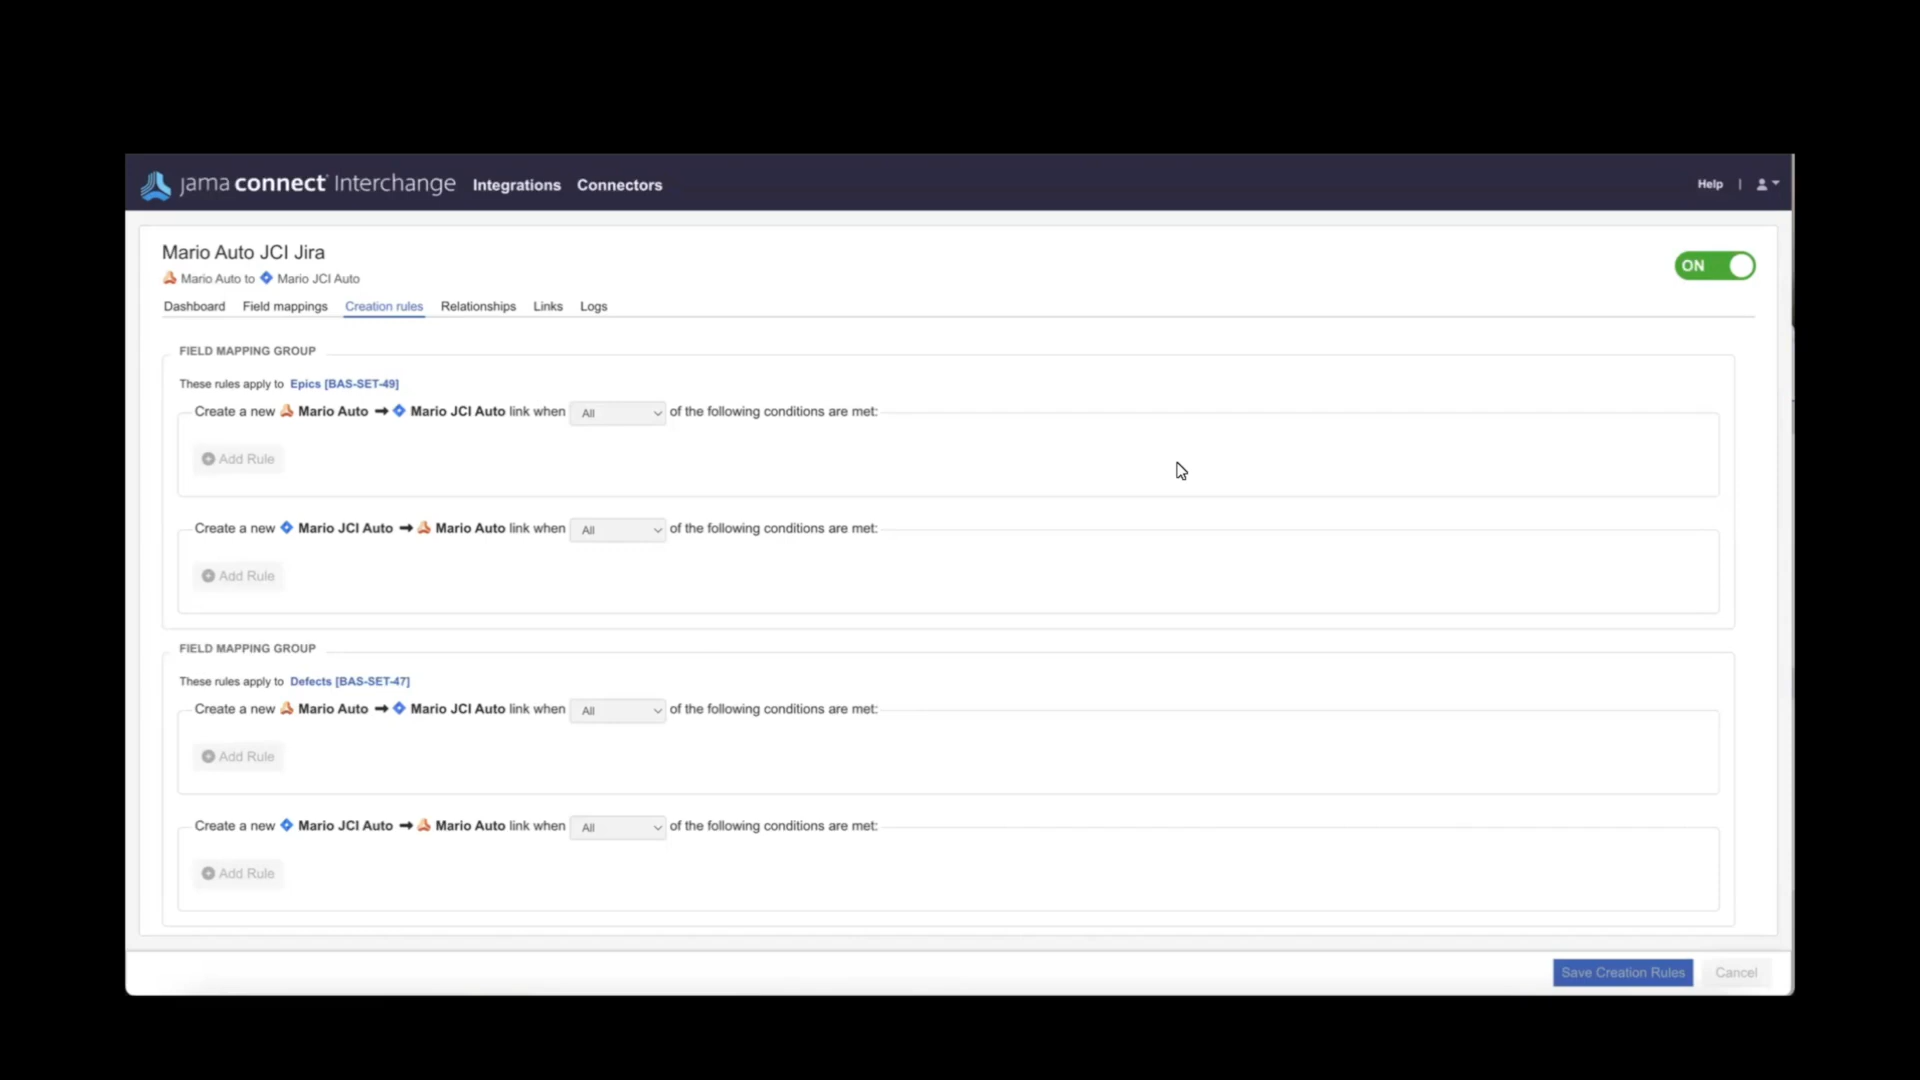 jama connect Interchange Integrations Connectors Help |
Mario Auto JCI Jira
ON
Mario Auto to Mario JCI Auto
Dashboard Field mappings Creation rules Relationships Links Logs
FIELD MAPPING GROUP
These rules apply to Epics [BAS-SET-49]
Create a new Mario Auto → Mario JCI Auto link when All of the following conditions are met:
Add Rule
Create a new Mario JCI Auto → Mario Auto link when All of the following conditions are met:
Add Rule
FIELD MAPPING GROUP
These rules apply to Defects [BAS-SET-47]
Create a new Mario Auto → Mario JCI Auto link when All of the following conditions are met:
Add Rule
Create a new Mario JCI Auto → Mario Auto link when All of the following conditions are met:
Add Rule
Save Creation Rules Cancel